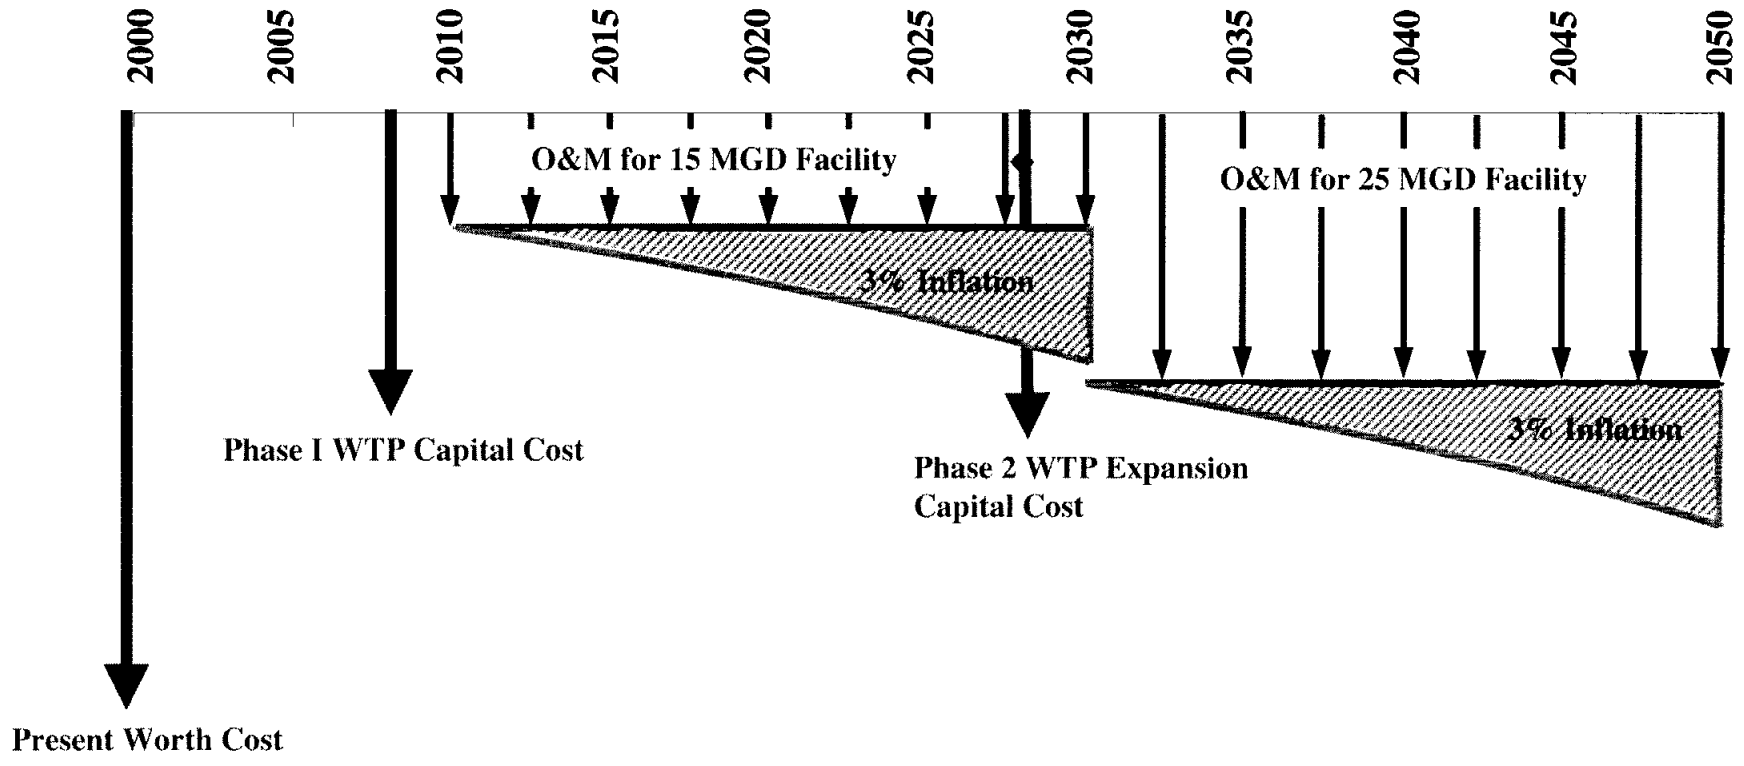 2000
2005
2010
2015
2020
2025
2030
2035
2040
2045
2050
O&M for 15 MGD Facility
O&M for 25 MGD Facility
3% Inflation
3% Inflation
Phase I WTP Capital Cost
Phase 2 WTP Expansion
Capital Cost
Present Worth Cost